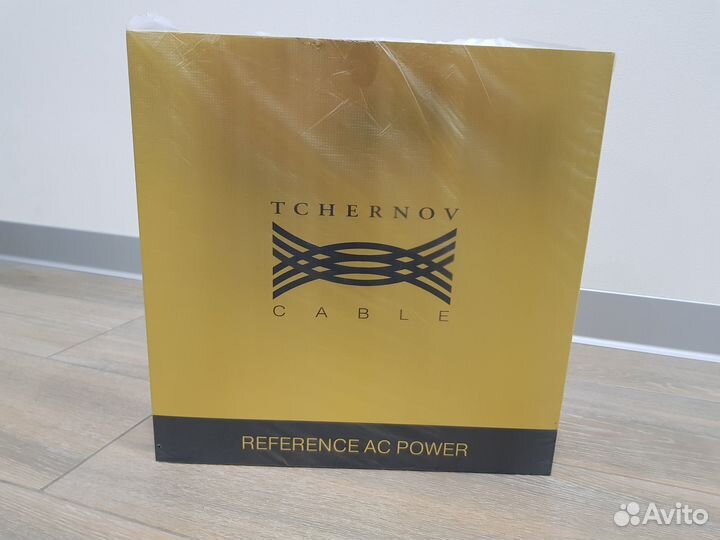 TCHERNOV
CABLE
REFERENCE AC POWER
Avito